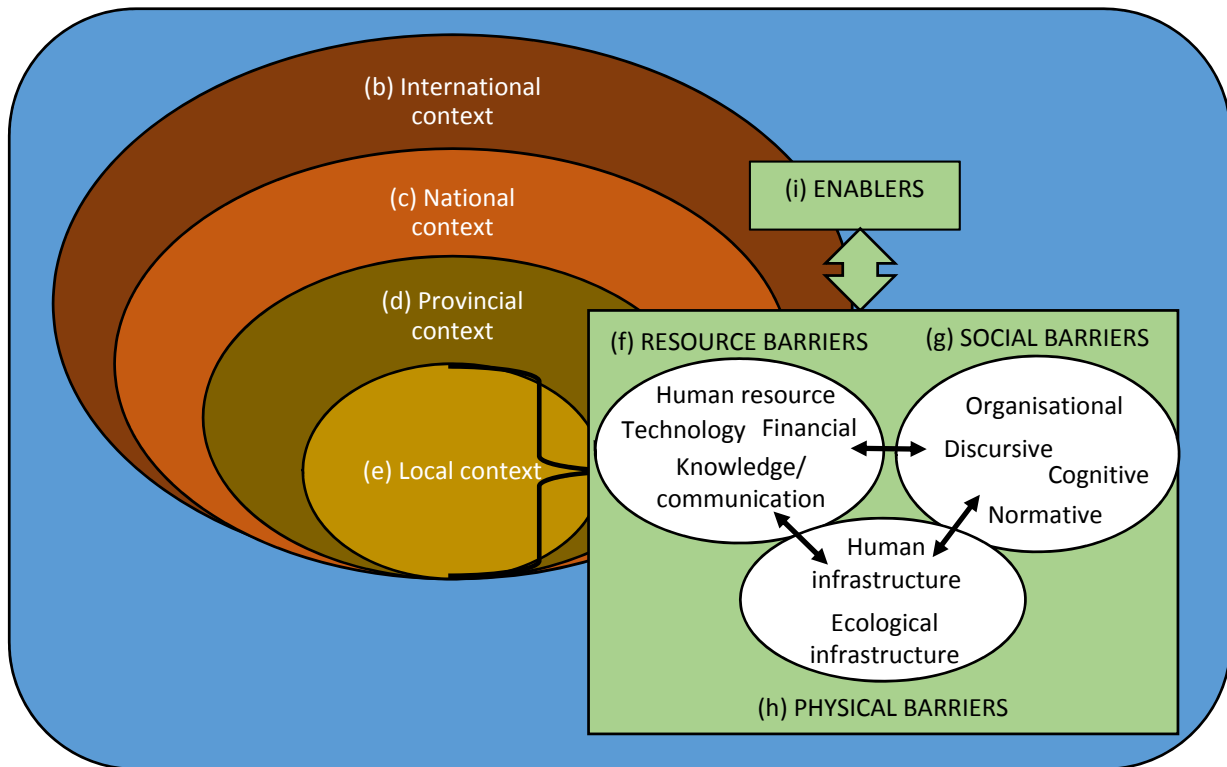 (b) International
context
(c) National
context
(d) Provincial
context
(e) Local context
(i) ENABLERS
(f) RESOURCE BARRIERS
Human resource
Technology Financial
Knowledge/
communication
(g) SOCIAL BARRIERS
Organisational
Discursive
Cognitive
Normative
Human
infrastructure
Ecological
infrastructure
(h) PHYSICAL BARRIERS